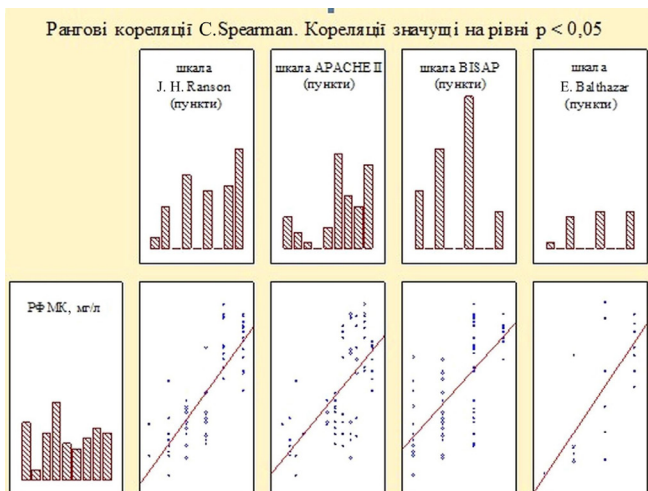 Рангові кореляції C.Spearman. Кореляції значущі на рівні p < 0,05
шкала
J. H. Ranson
(пункти)
шкала APACHE II
(пункти)
шкала BISAP
(пункти)
шкала
E. Balthazar
(пункти)
РФМК, мг/л